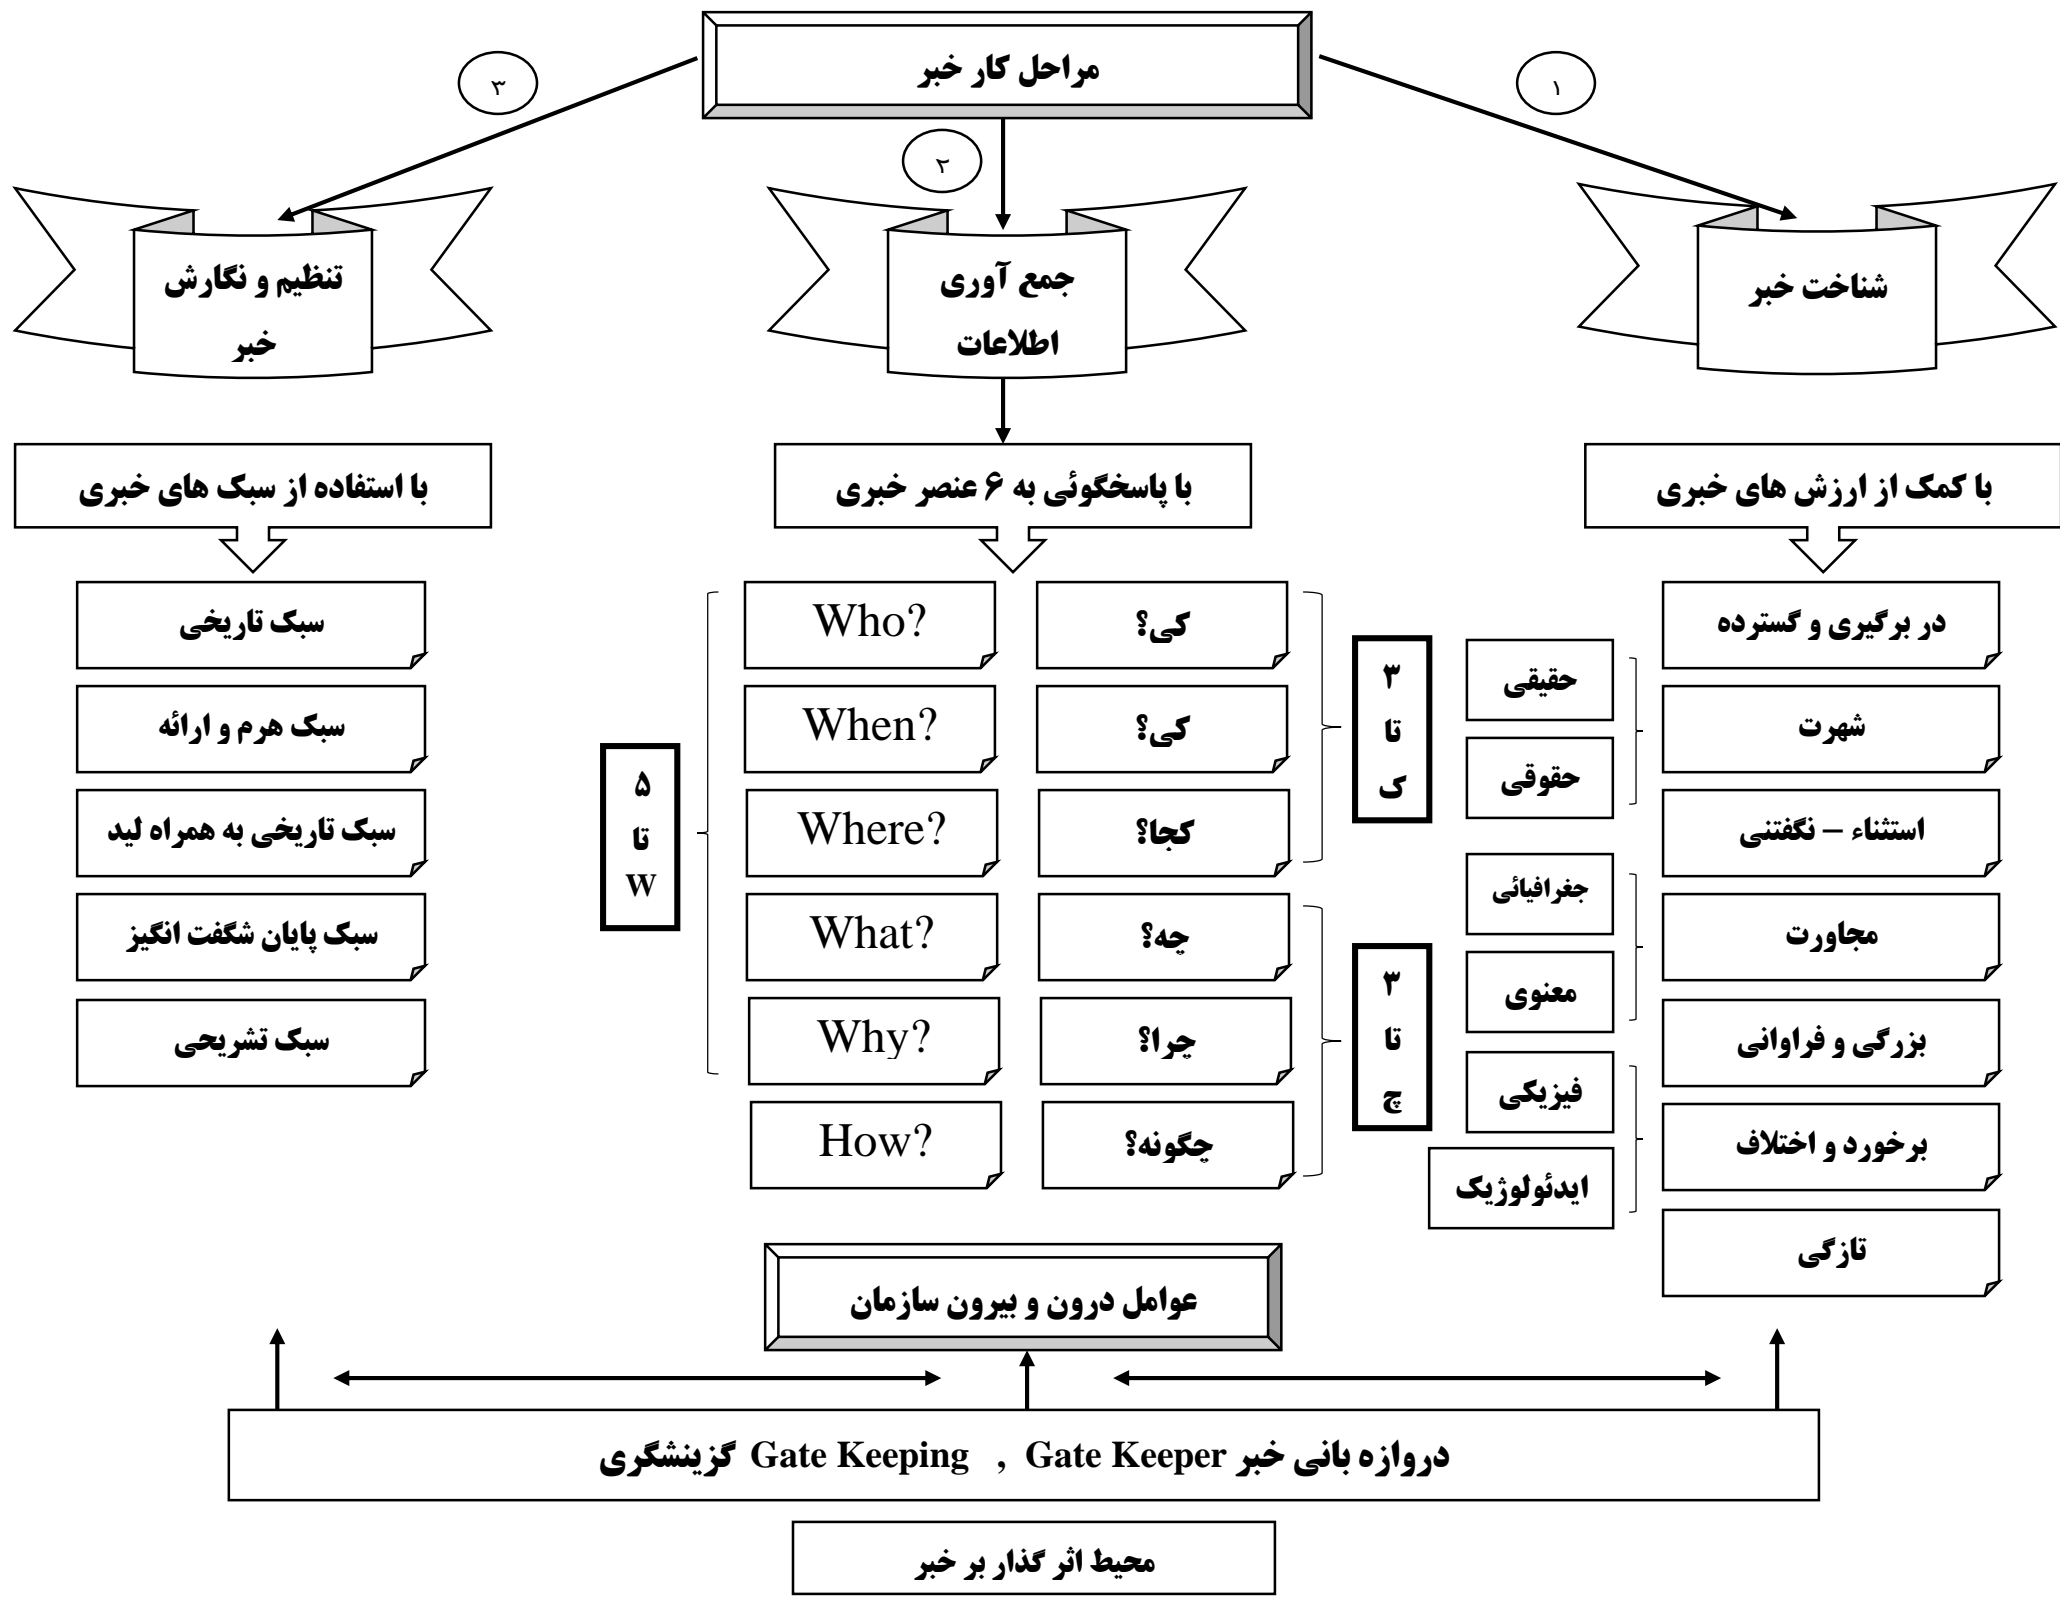 مراحل کار خبر
۱
۲
۳
شناخت خبر
جمع آوری
اطلاعات
تنظیم و نگارش
خبر
با کمک از ارزش های خبری
با پاسخگوئی به ۶ عنصر خبری
با استفاده از سبک های خبری
در برگیری و گسترده
شهرت
استثناء – نگفتنی
مجاورت
بزرگی و فراوانی
برخورد و اختلاف
تازگی
حقیقی
حقوقی
جغرافیائی
معنوی
فیزیکی
ایدئولوژیک
۳
تا
ک
۳
تا
چ
کی؟
کی؟
کجا؟
چه؟
چرا؟
چگونه؟
Who?
When?
Where?
What?
Why?
How?
۵
تا
W
سبک تاریخی
سبک هرم و ارائه
سبک تاریخی به همراه لید
سبک پایان شگفت انگیز
سبک تشریحی
عوامل درون و بیرون سازمان
دروازه بانی خبر Gate Keeping , Gate Keeper گزینشگری
محیط اثر گذار بر خبر